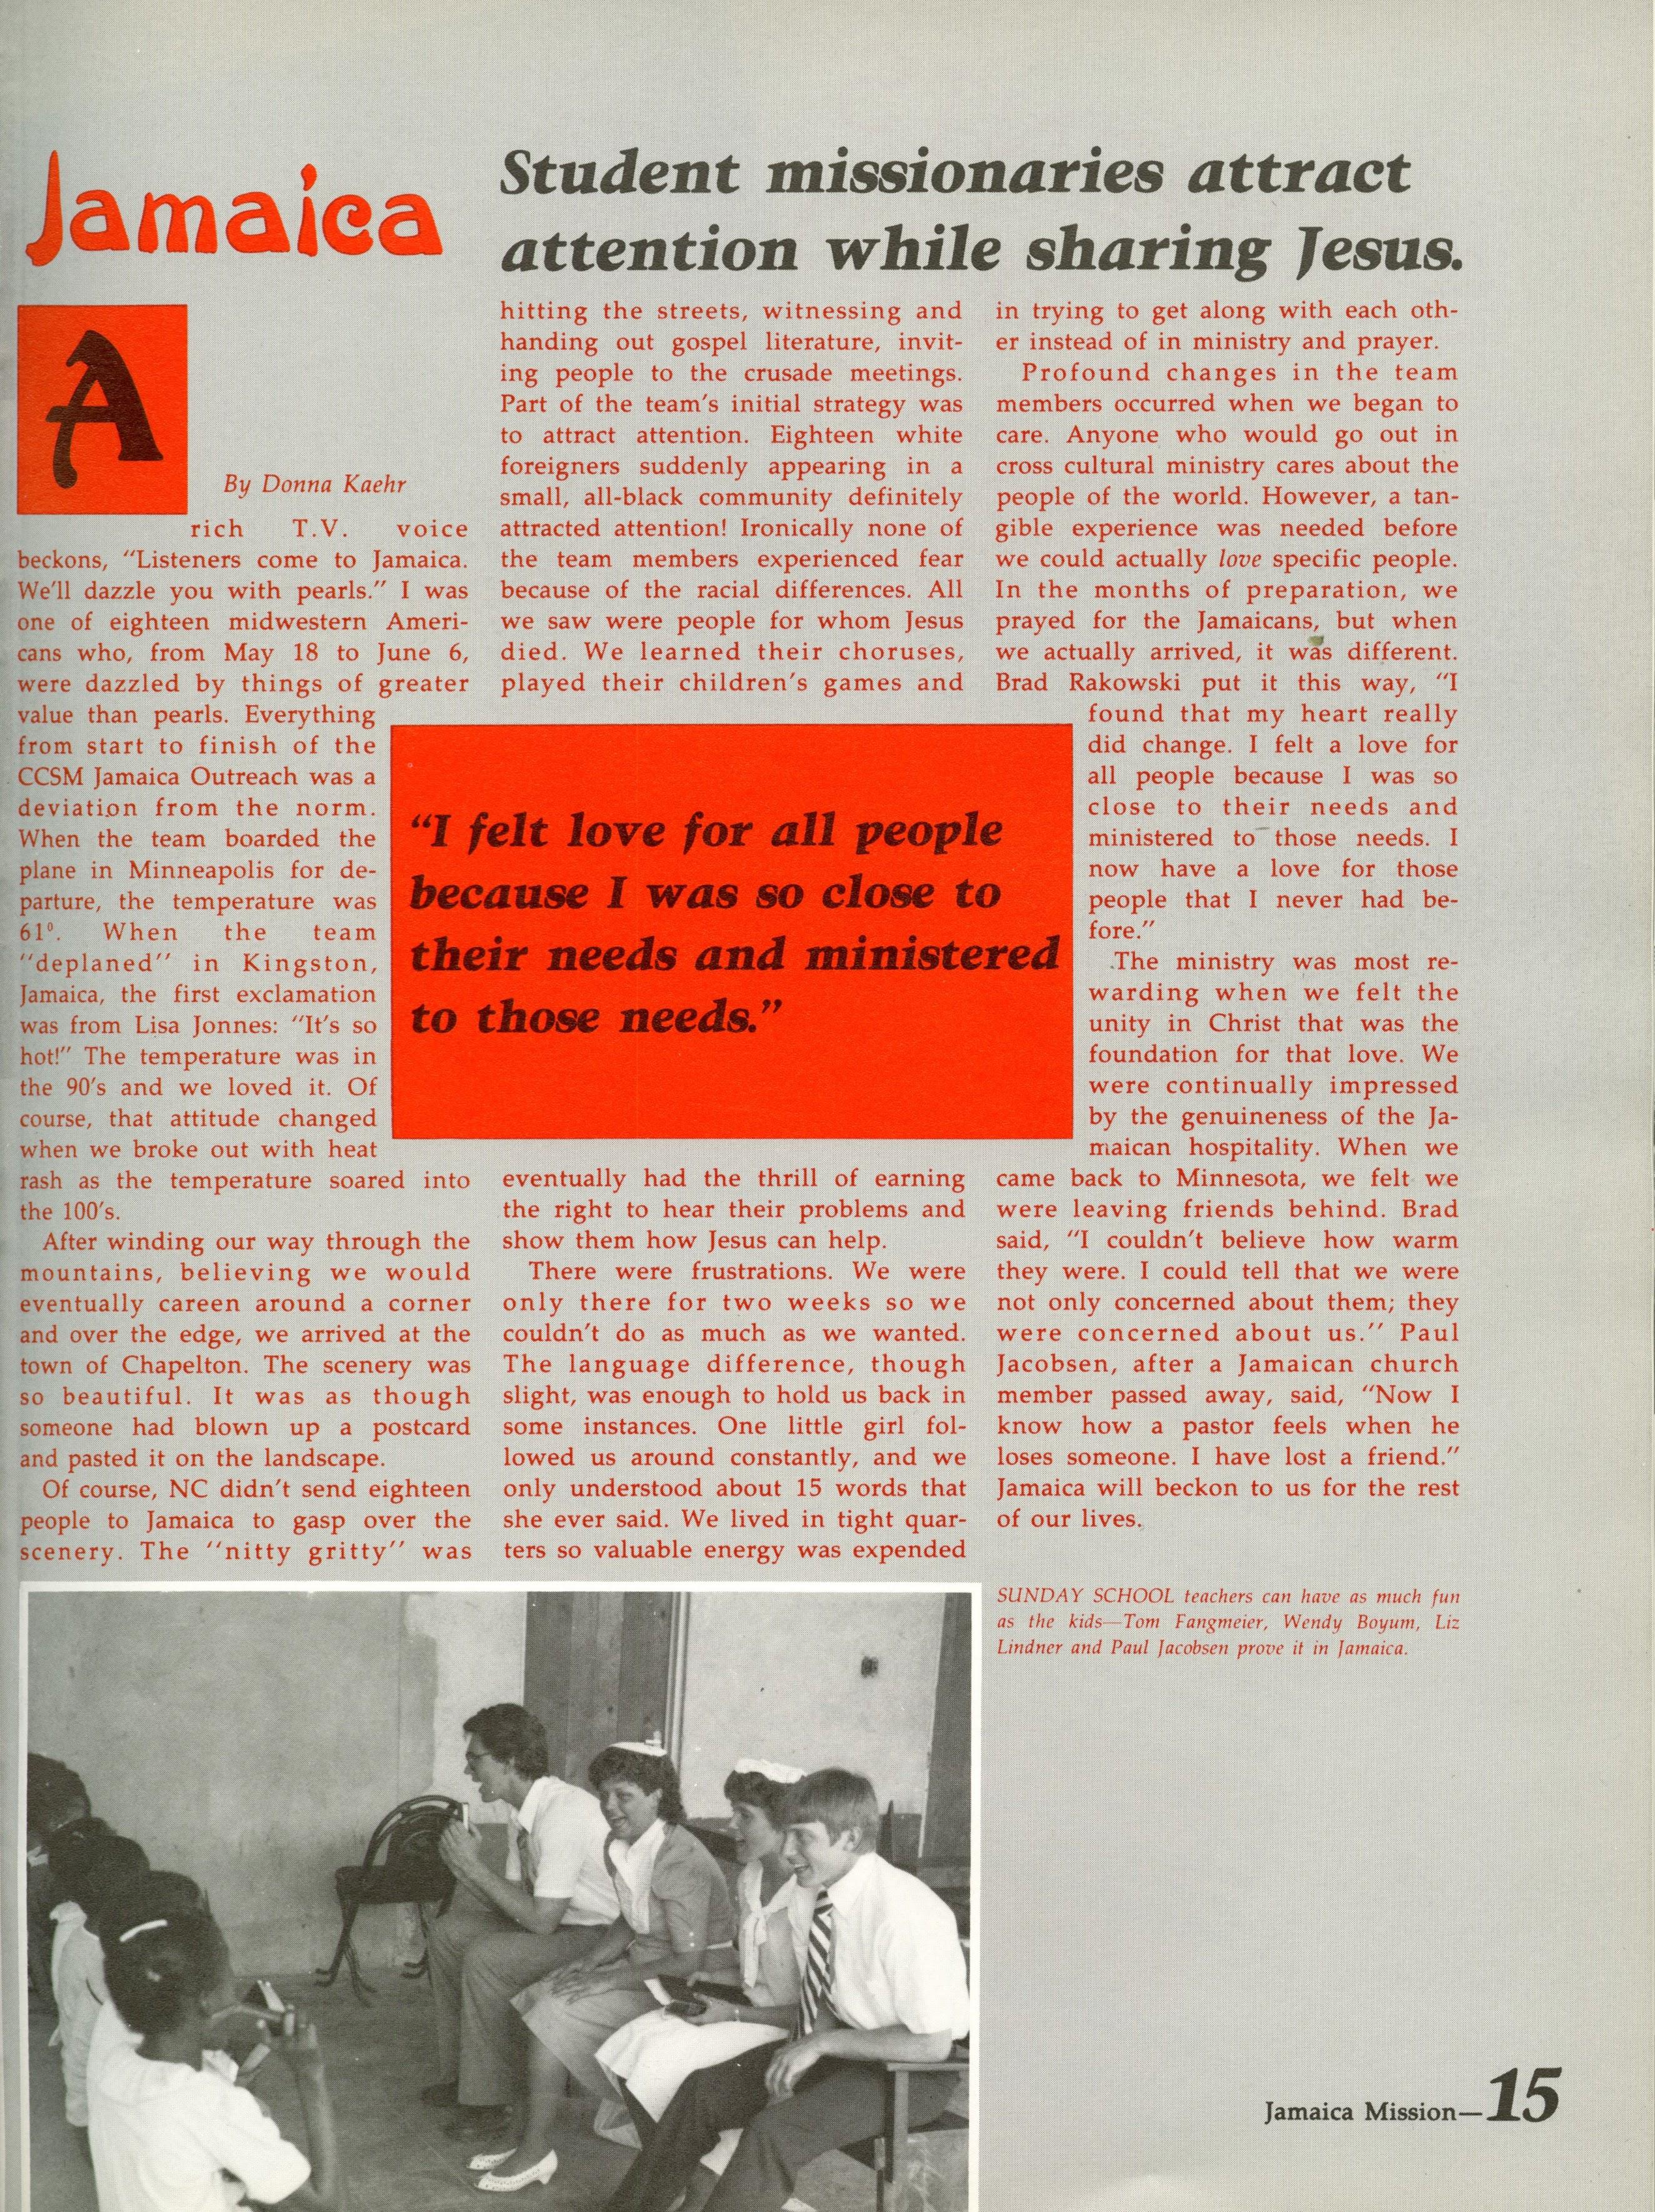 Jamaica
Student missionaries attract
attention while sharing Jesus.
A
By Donna Kaehr
rich T.V. voice
beckons, “Listeners come to Jamaica.
We’ll dazzle you with pearls.” I was
one of eighteen midwestern Ameri-
cans who, from May 18 to June 6,
were dazzled by things of greater
value than pearls. Everything
from start to finish of the
CCSM Jamaica Outreach was a
deviation from the norm.
When the team boarded the
plane in Minneapolis for de-
parture, the temperature was
61⁰. When the team
“deplaned” in Kingston,
Jamaica, the first exclamation
was from Lisa Jonnes: “It’s so
hot!” The temperature was in
the 90’s and we loved it. Of
course, that attitude changed
when we broke out with heat
rash as the temperature soared into
the 100’s.
After winding our way through the
mountains, believing we would
eventually careen around a corner
and over the edge, we arrived at the
town of Chapelton. The scenery was
so beautiful. It was as though
someone had blown up a postcard
and pasted it on the landscape.
Of course, NC didn’t send eighteen
people to Jamaica to gasp over the
scenery. The “nitty gritty” was
hitting the streets, witnessing and
handing out gospel literature, invit-
ing people to the crusade meetings.
Part of the team’s initial strategy was
to attract attention. Eighteen white
foreigners suddenly appearing in a
small, all-black community definitely
attracted attention! Ironically none of
the team members experienced fear
because of the racial differences. All
we saw were people for whom Jesus
died. We learned their choruses,
played their children’s games and
“I felt love for all people
because I was so close to
their needs and ministered
to those needs.”
eventually had the thrill of earning
the right to hear their problems and
show them how Jesus can help.
There were frustrations. We were
only there for two weeks so we
couldn’t do as much as we wanted.
The language difference, though
slight, was enough to hold us back in
some instances. One little girl fol-
lowed us around constantly, and we
only understood about 15 words that
she ever said. We lived in tight quar-
ters so valuable energy was expended
in trying to get along with each oth-
er instead of in ministry and prayer.
Profound changes in the team
members occurred when we began to
care. Anyone who would go out in
cross cultural ministry cares about the
people of the world. However, a tan-
gible experience was needed before
we could actually love specific people.
In the months of preparation, we
prayed for the Jamaicans, but when
we actually arrived, it was different.
Brad Rakowski put it this way, “I
found that my heart really
did change. I felt a love for
all people because I was so
close to their needs and
ministered to those needs. I
now have a love for those
people that I never had be-
fore.”
The ministry was most re-
warding when we felt the
unity in Christ that was the
foundation for that love. We
were continually impressed
by the genuineness of the Ja-
maican hospitality. When we
came back to Minnesota, we felt we
were leaving friends behind. Brad
said, “I couldn’t believe how warm
they were. I could tell that we were
not only concerned about them; they
were concerned about us.” Paul
Jacobsen, after a Jamaican church
member passed away, said, “Now I
know how a pastor feels when he
loses someone. I have lost a friend.”
Jamaica will beckon to us for the rest
of our lives.
SUNDAY SCHOOL teachers can have as much fun
as the kids—Tom Fangmeier, Wendy Boyum, Liz
Lindner and Paul Jacobsen prove it in Jamaica.
Jamaica Mission—15